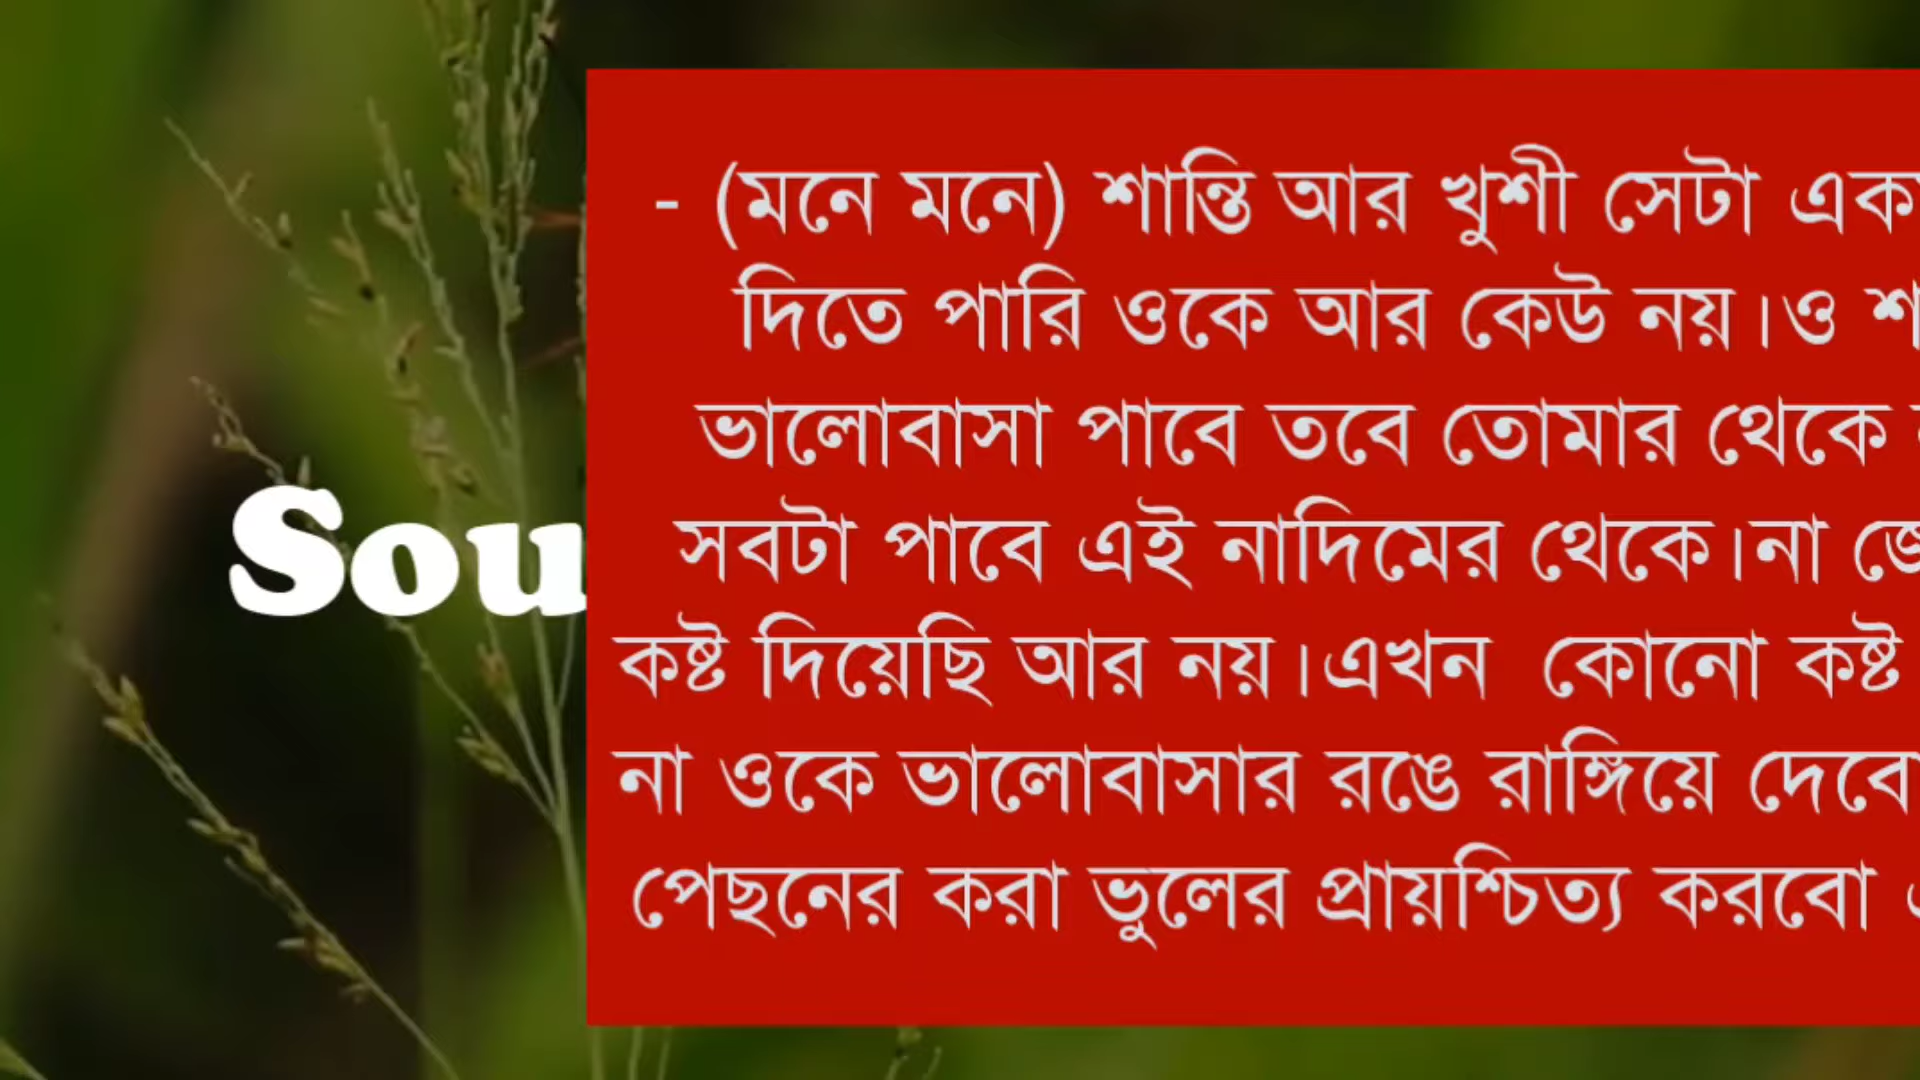 - (মনে মনে) শান্তি আর খুশী সেটা
দিতে পারি ওকে আর কেউ নয়।ও
ভালোবাসা পাবে তবে তোমার থেকে
Sou
সবটা পাবে এই নাদিমের থেকে।না
কষ্ট দিয়েছি আর নয়।এখন কোনো কষ্ট
না ওকে ভালোবাসার রঙে রাঙ্গিয়ে দেবো
পেছনের করা ভুলের প্রায়শ্চিত্য করবো